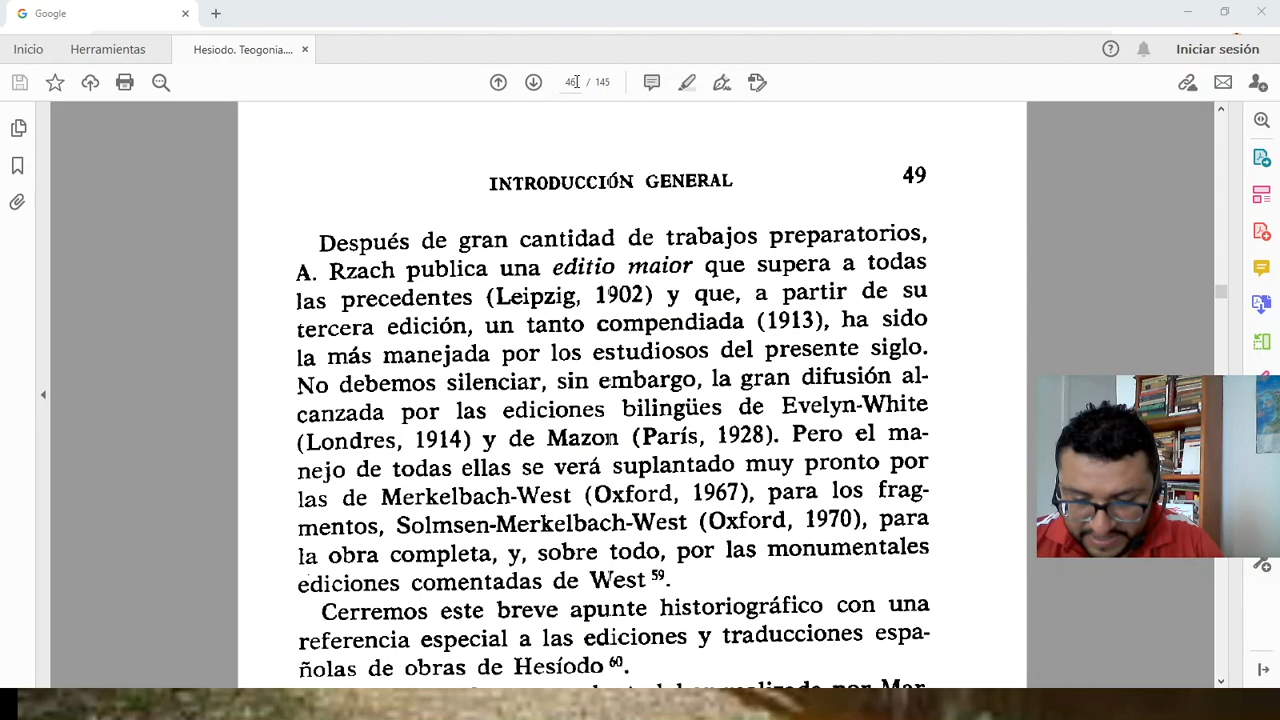 Google
Inicio
Herramientas
Hesiodo. Teogonia....
46 / 145
Iniciar sesión
INTRODUCCIÓN GENERAL
49
Después de gran cantidad de trabajos preparatorios,
A. Rzach publica una editio maior que supera a todas
las precedentes (Leipzig, 1902) y que, a partir de su
tercera edición, un tanto compendiada (1913), ha sido
la más manejada por los estudiosos del presente siglo.
No debemos silenciar, sin embargo, la gran difusión al-
canzada por las ediciones bilingües de Evelyn-White
(Londres, 1914) y de Mazon (París, 1928). Pero el ma-
nejo de todas ellas se verá suplantado muy pronto por
las de Merkelbach-West (Oxford, 1967), para los frag-
mentos, Solmsen-Merkelbach-West (Oxford, 1970), para
la obra completa, y, sobre todo, por las monumentales
ediciones comentadas de West 59.
Cerremos este breve apunte historiográfico con una
referencia especial a las ediciones y traducciones espa-
ñolas de obras de Hesíodo 60.
realizada por Mar-